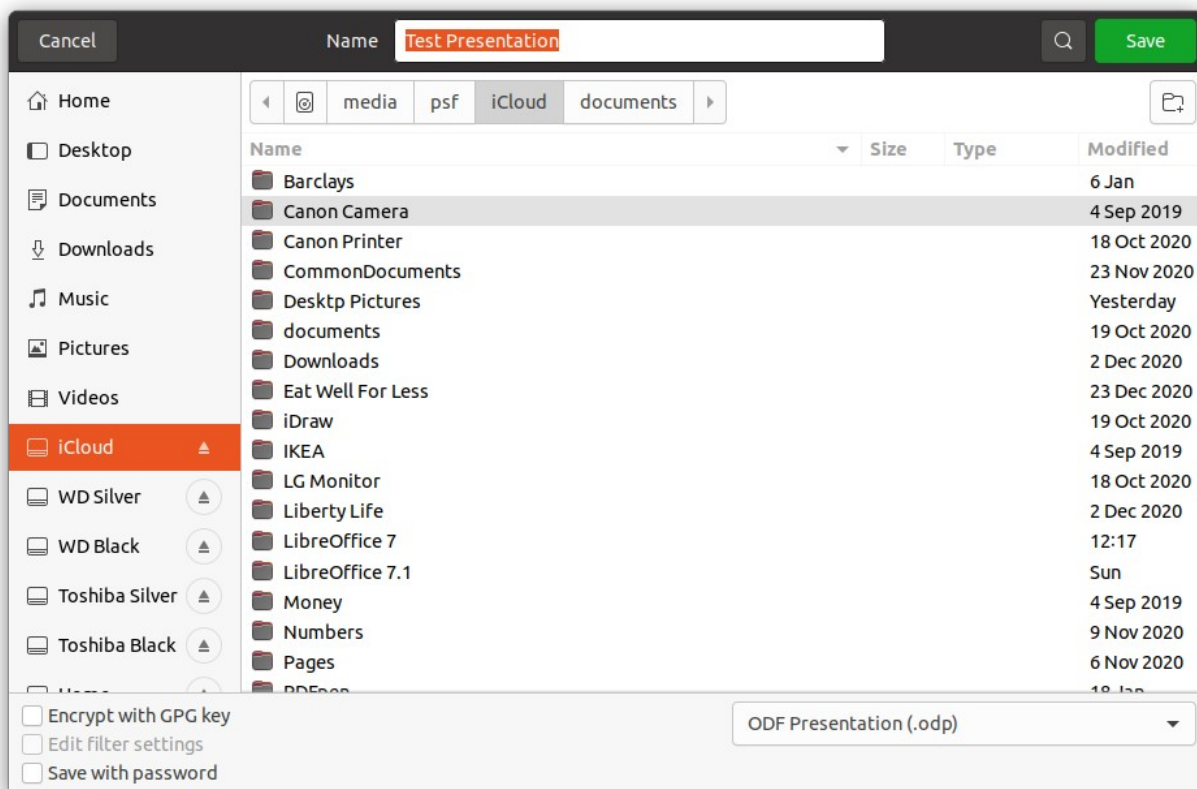 Cancel Name Test Presentation Save
Home
Desktop
Documents
Downloads
Music
Pictures
Videos
iCloud
WD Silver
WD Black
Toshiba Silver
Toshiba Black
media psf iCloud documents
Name Size Type Modified
Barclays 6 Jan
Canon Camera 4 Sep 2019
Canon Printer 18 Oct 2020
CommonDocuments 23 Nov 2020
Desktp Pictures Yesterday
documents 19 Oct 2020
Downloads 2 Dec 2020
Eat Well For Less 23 Dec 2020
iDraw 19 Oct 2020
IKEA 4 Sep 2019
LG Monitor 18 Oct 2020
Liberty Life 2 Dec 2020
LibreOffice 7 12:17
LibreOffice 7.1 Sun
Money 4 Sep 2019
Numbers 9 Nov 2020
Pages 6 Nov 2020
Encrypt with GPG key
Edit filter settings
Save with password
ODF Presentation (.odp)